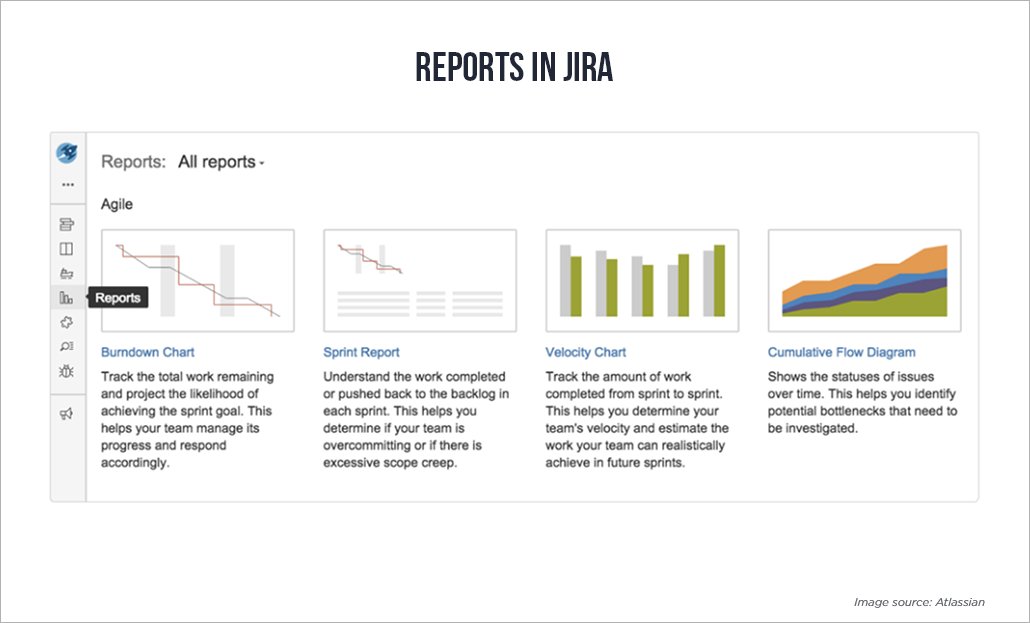 REPORTS IN JIRA
Reports: All reports
Agile
Reports
Burndown Chart
Track the total work remaining
and project the likelihood of
achieving the sprint goal. This
helps your team manage its
progress and respond
accordingly.
Sprint Report
Understand the work completed
or pushed back to the backlog in
each sprint. This helps you
determine if your team is
overcommitting or if there is
excessive scope creep.
Velocity Chart
Track the amount of work
completed from sprint to sprint.
This helps you determine your
team's velocity and estimate the
work your team can realistically
achieve in future sprints.
Cumulative Flow Diagram
Shows the statuses of issues
over time. This helps you identify
potential bottlenecks that need to
be investigated.
Image source: Atlassian